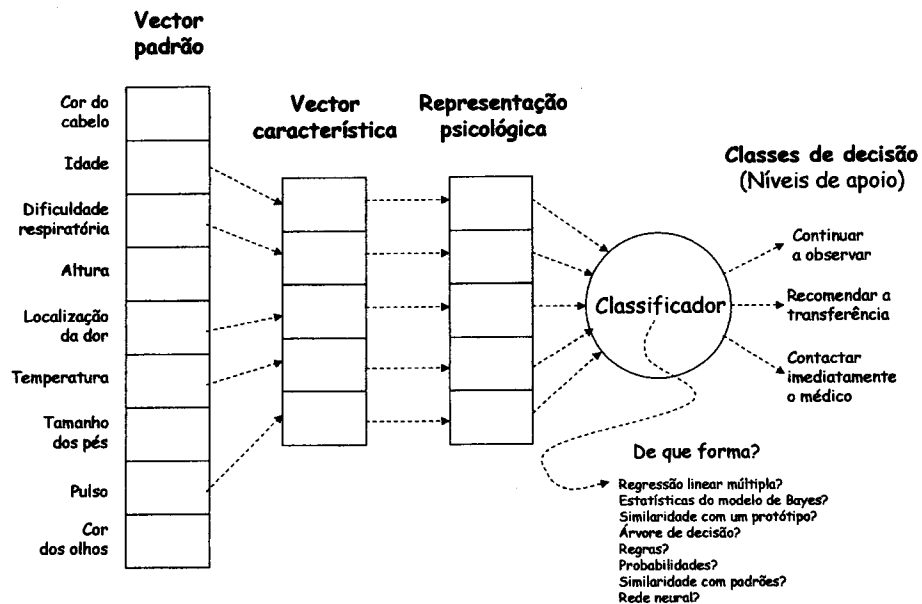 Vector
padrão
Cor do
cabelo
Idade
Dificuldade
respiratória
Altura
Localização
da dor
Temperatura
Tamanho
dos pés
Pulso
Cor
dos olhos
Vector
característica
Representação
psicológica
Classificador
Classes de decisão
(Níveis de apoio)
Continuar
a observar
Recomendar a
transferência
Contactar
imediatamente
o médico
De que forma?
Regressão linear múltipla?
Estatísticas do modelo de Bayes?
Similaridade com um protótipo?
Árvore de decisão?
Regras?
Probabilidades?
Similaridade com padrões?
Rede neural?